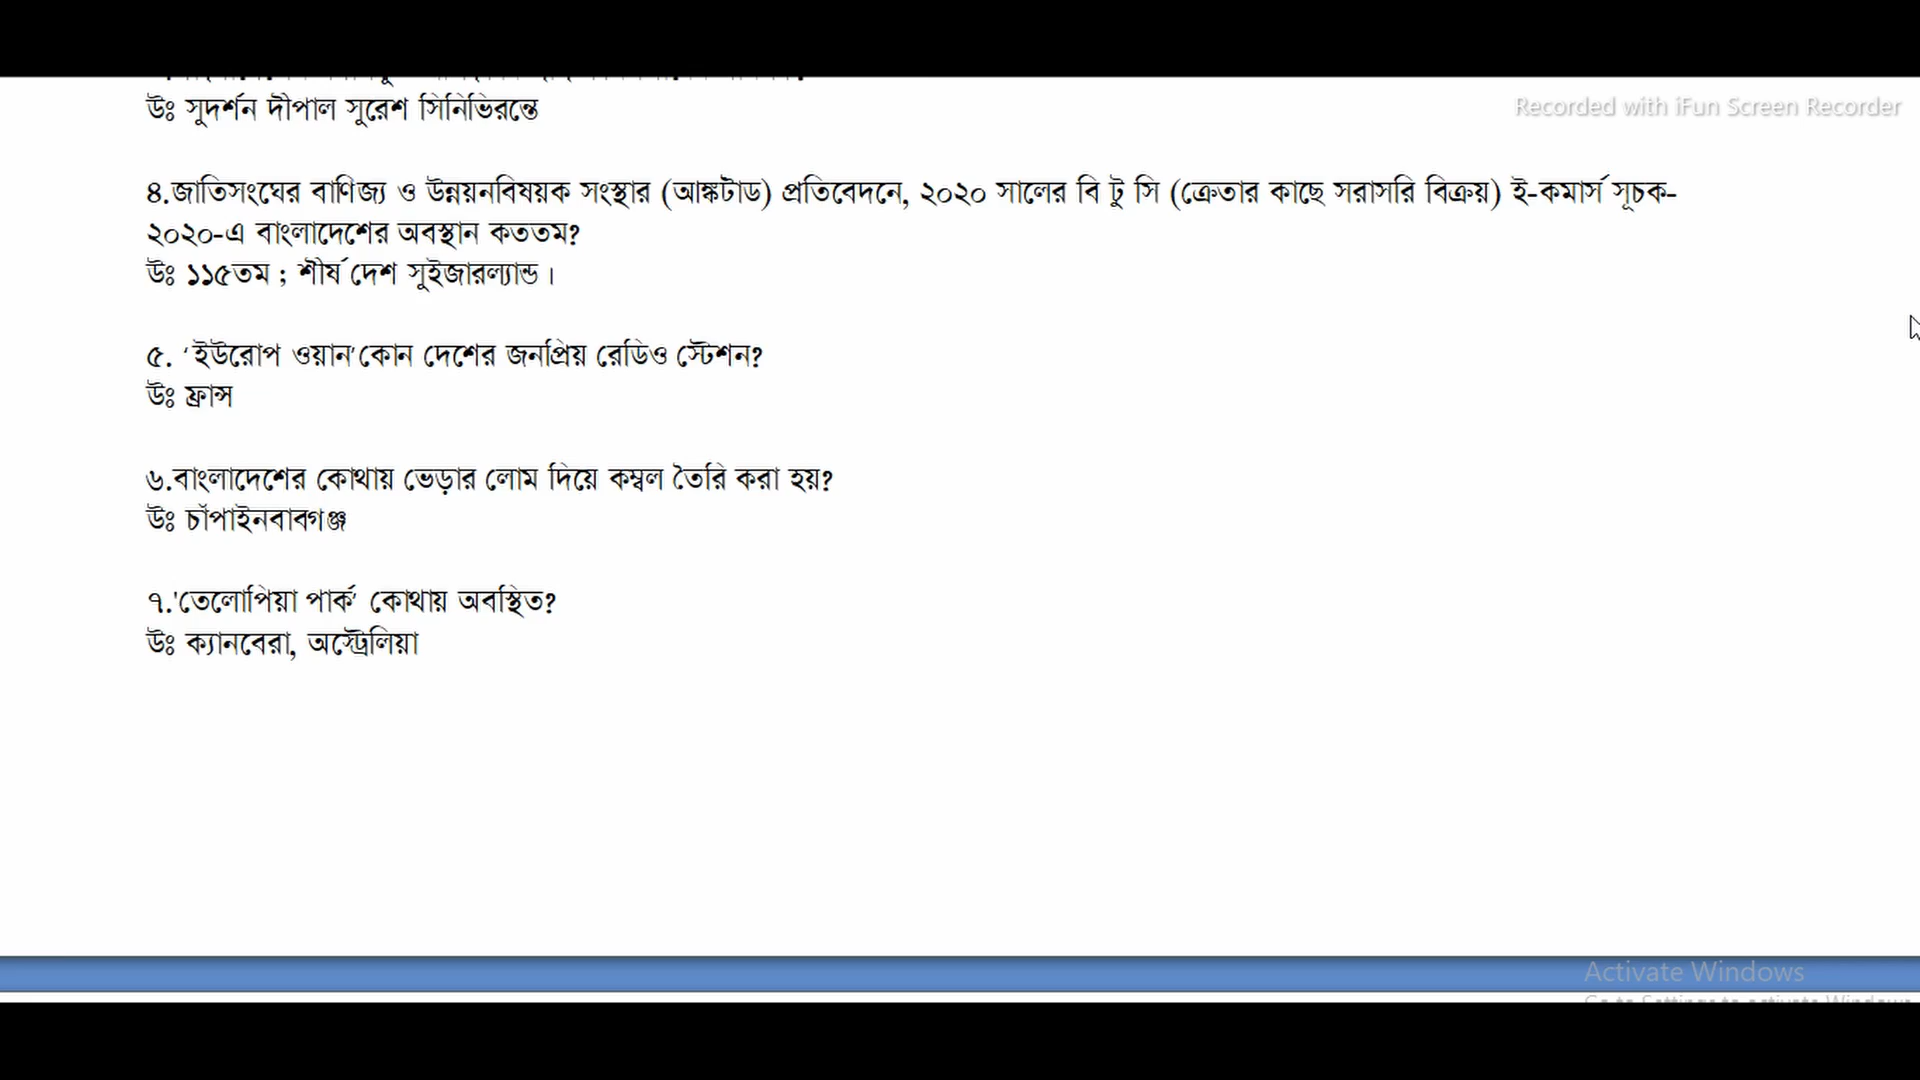 উঃ সুদর্শন দীপাল সুরেশ সিনিভিরন্তে
Recorded with iFun Screen Recorder
৪.জাতিসংঘের বাণিজ্য ও উন্নয়নবিষয়ক সংস্থার (আঙ্কটাড) প্রতিবেদনে, ২০২০ সালের বি টু সি (ক্রেতার কাছে সরাসরি বিক্রয়) ই-কমার্স সূচক-
২০২০-এ বাংলাদেশের অবস্থান কততম?
উঃ ১১৫তম ; শীর্ষ দেশ সুইজারল্যান্ড।
৫. ‘ইউরোপ ওয়ান’কোন দেশের জনপ্রিয় রেডিও স্টেশন?
উঃ ফ্রান্স
৬.বাংলাদেশের কোথায় ভেড়ার লোম দিয়ে কম্বল তৈরি করা হয়?
উঃ চাঁপাইনবাবগঞ্জ
৭.'তেলোপিয়া পার্ক’ কোথায় অবস্থিত?
উঃ ক্যানবেরা, অস্ট্রেলিয়া
Activate Windows